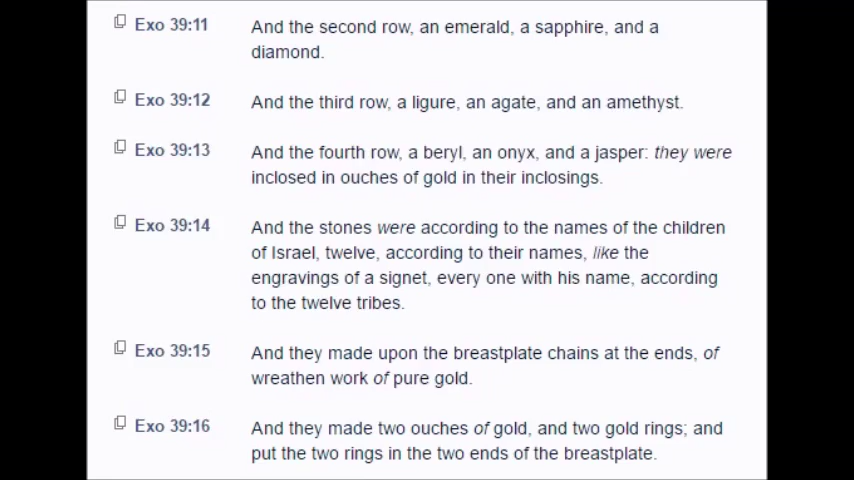 Exo 39:11 And the second row, an emerald, a sapphire, and a
diamond.
Exo 39:12 And the third row, a ligure, an agate, and an amethyst.
Exo 39:13 And the fourth row, a beryl, an onyx, and a jasper: they were
inclosed in ouches of gold in their inclosings.
Exo 39:14 And the stones were according to the names of the children
of Israel, twelve, according to their names, like the
engravings of a signet, every one with his name, according
to the twelve tribes.
Exo 39:15 And they made upon the breastplate chains at the ends, of
wreathen work of pure gold.
Exo 39:16 And they made two ouches of gold, and two gold rings; and
put the two rings in the two ends of the breastplate.